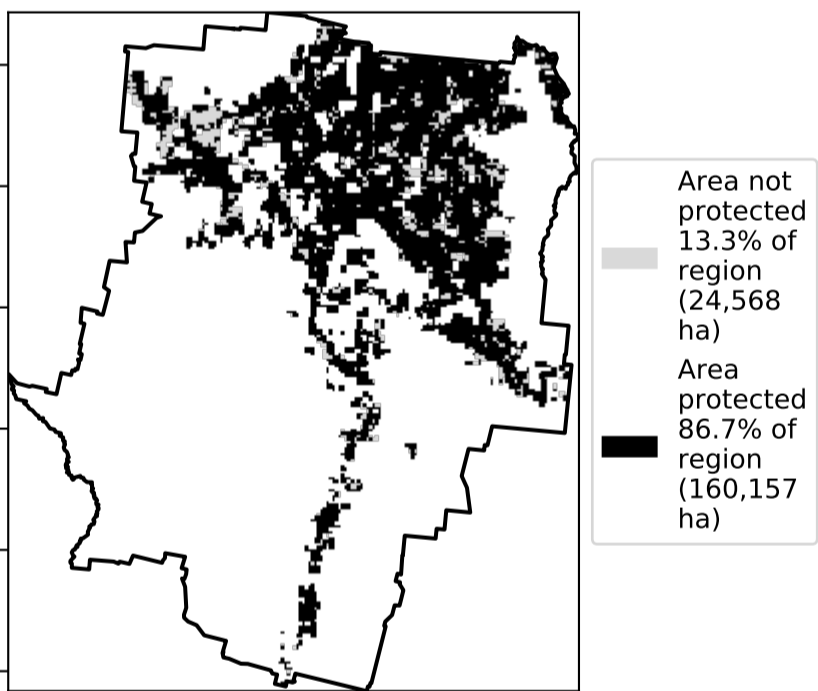 Area not
protected
13.3% of
region
(24,568
ha)
Area
protected
86.7% of
region
(160,157
ha)